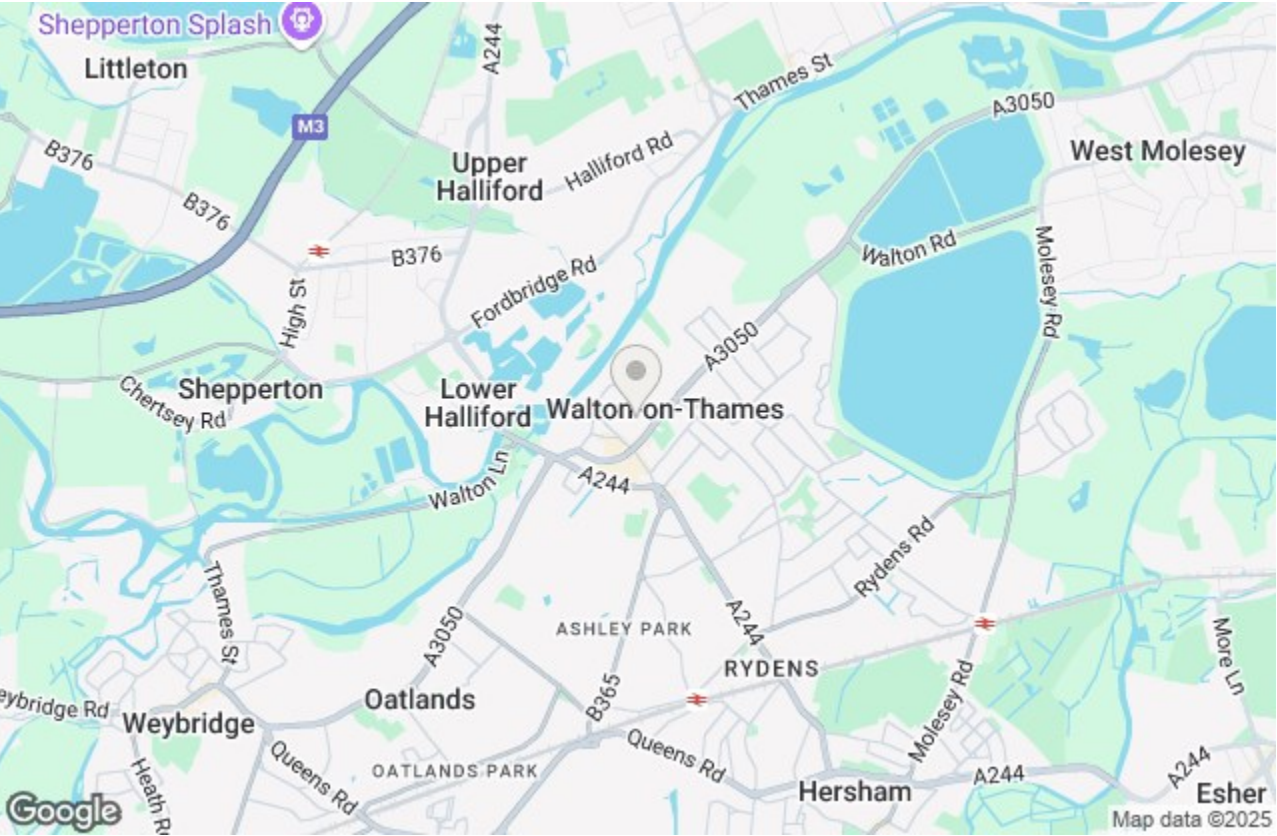 Shepperton Splash
Littleton
A244
Thames St
A3050
M3
B376
West Molesey
Upper
Halliford
Halliford Rd
B376
B376
Walton Rd
Molesey Rd
Fordbridge Rd
High St
A3050
Shepperton
Chertsey Rd
Lower
Halliford
Walton-on-Thames
A244
Walton Ln
Rydens Rd
Thames St
A3050
ASHLEY PARK
A244
RYDENS
More Ln
Oatlands
B365
Molesey Rd
eybridge Rd
Weybridge
Queens Rd
Queens Rd
OATLANDS PARK
Heath Rd
Hersham
A244
A244
Esher
Google
Map data ©2025